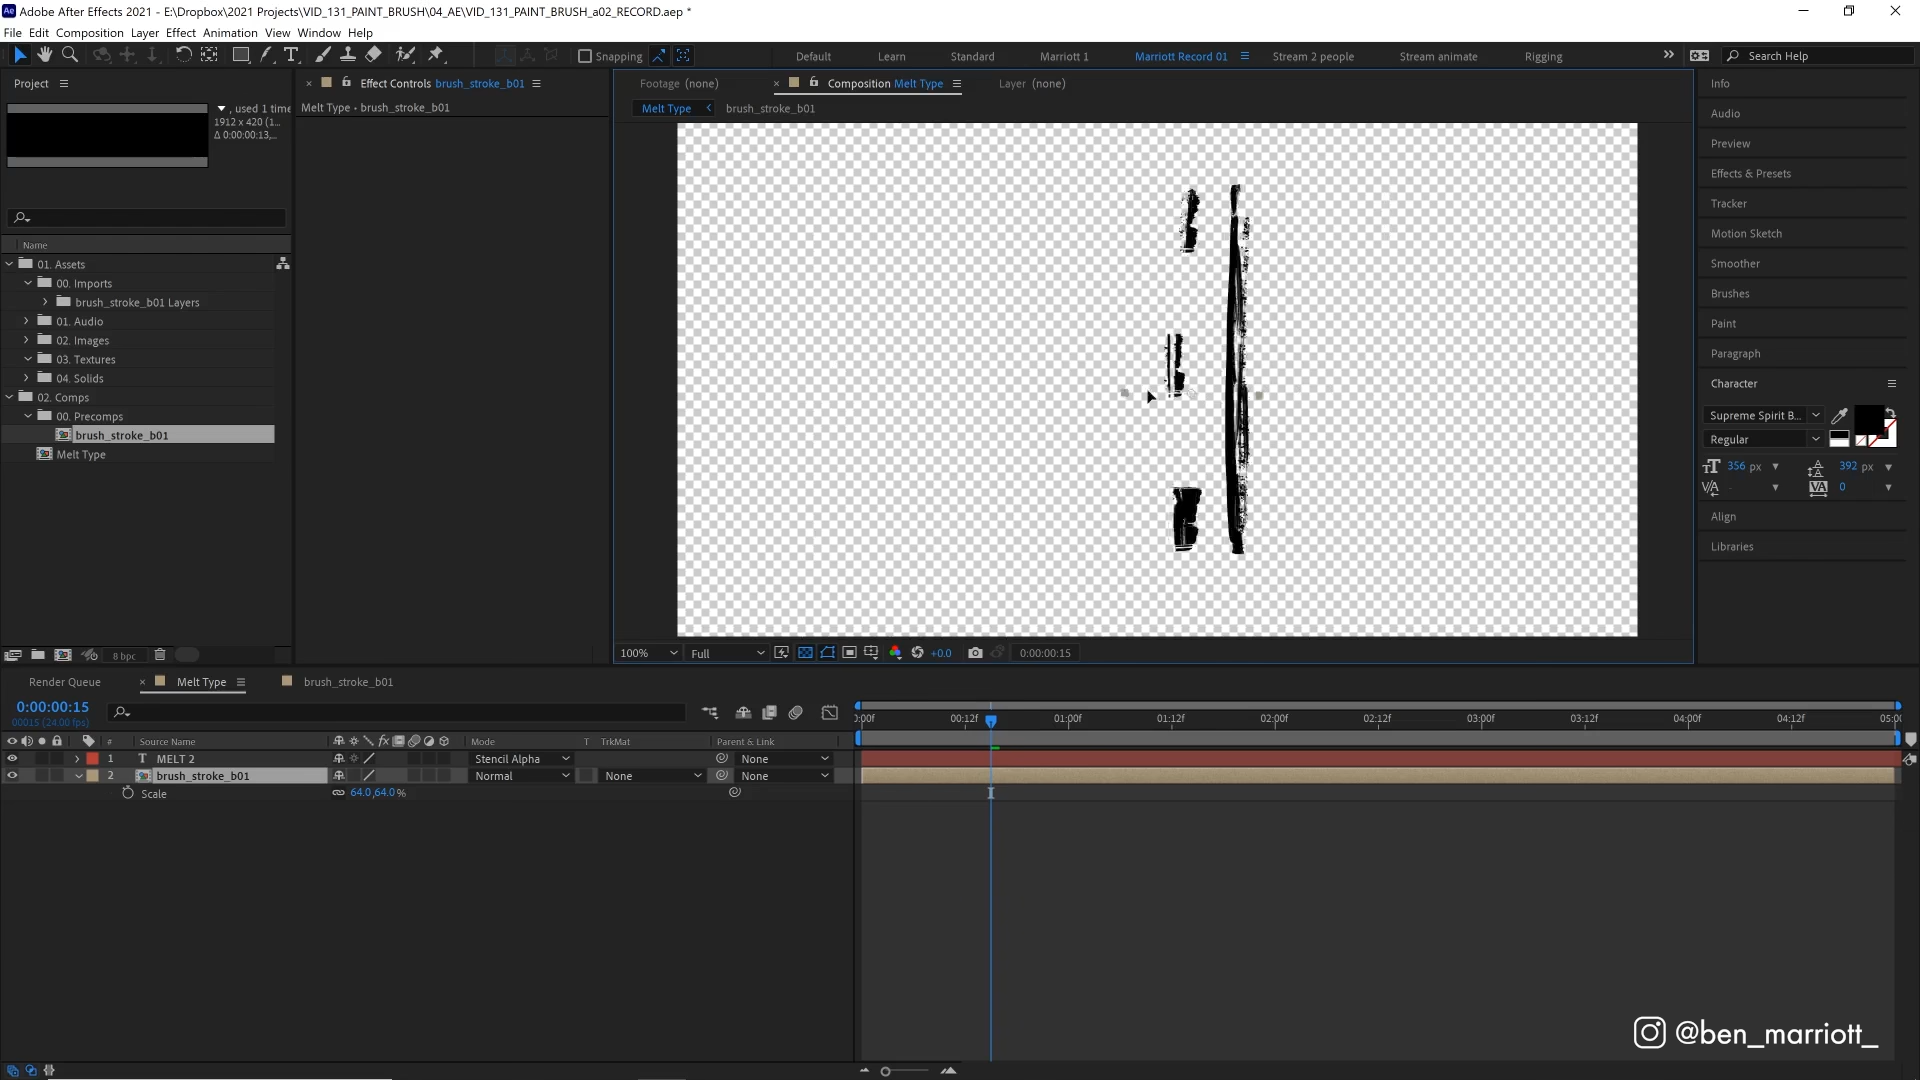 Ae Adobe After Effects 2021 - E:\Dropbox\2021 Projects\VID_131_PAINT_BRUSH\04_AE\VID_131_PAINT_BRUSH_a02_RECORD.aep *
File Edit Composition Layer Effect Animation View Window Help
Snapping Default Learn Standard Marriott 1 Marriott Record 01 Stream 2 people Stream animate Rigging Search Help
Project
Effect Controls brush_stroke_b01
Footage (none) Composition Melt Type Layer (none)
Info
, used 1 time
1912 x 420 (1...
Δ 0:00:00:13,...
Melt Type • brush_stroke_b01
Melt Type brush_stroke_b01
Audio
Preview
Effects & Presets
Tracker
Motion Sketch
Smoother
Brushes
Paint
Paragraph
Character
Supreme Spirit B...
Regular
356 px 392 px
0
Align
Libraries
Name
01. Assets
00. Imports
brush_stroke_b01 Layers
01. Audio
02. Images
03. Textures
04. Solids
02. Comps
00. Precomps
brush_stroke_b01
Melt Type
8 bpc
100% Full +0.0 0:00:00:15
Render Queue Melt Type brush_stroke_b01
0:00:00:15
00015 (24.00 fps)
0:00f 00:12f 01:00f 01:12f 02:00f 02:12f 03:00f 03:12f 04:00f 04:12f 05:00
# Source Name fx Mode T TrkMat Parent & Link
1 T MELT 2 Stencil Alpha None
2 brush_stroke_b01 Normal None None
Scale 64.0,64.0%
@ben_marriott_